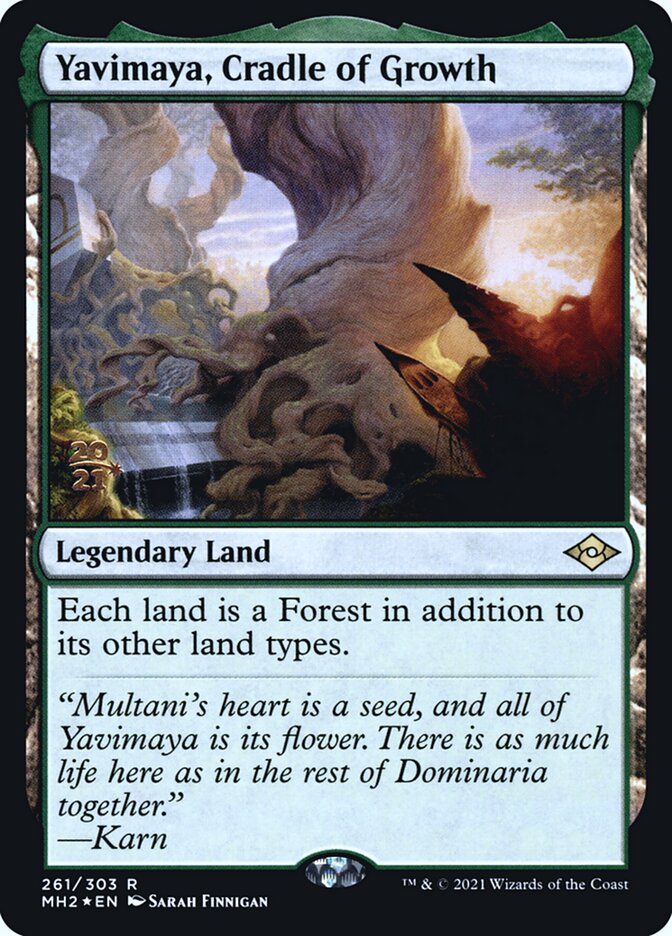 Yavimaya, Cradle of Growth
20
21
Legendary Land
Each land is a Forest in addition to
its other land types.
“Multani’s heart is a seed, and all of
Yavimaya is its flower. There is as much
life here as in the rest of Dominaria
together.”
—Karn
261/303 R
MH2★EN Sarah Finnigan
™ & © 2021 Wizards of the Coast